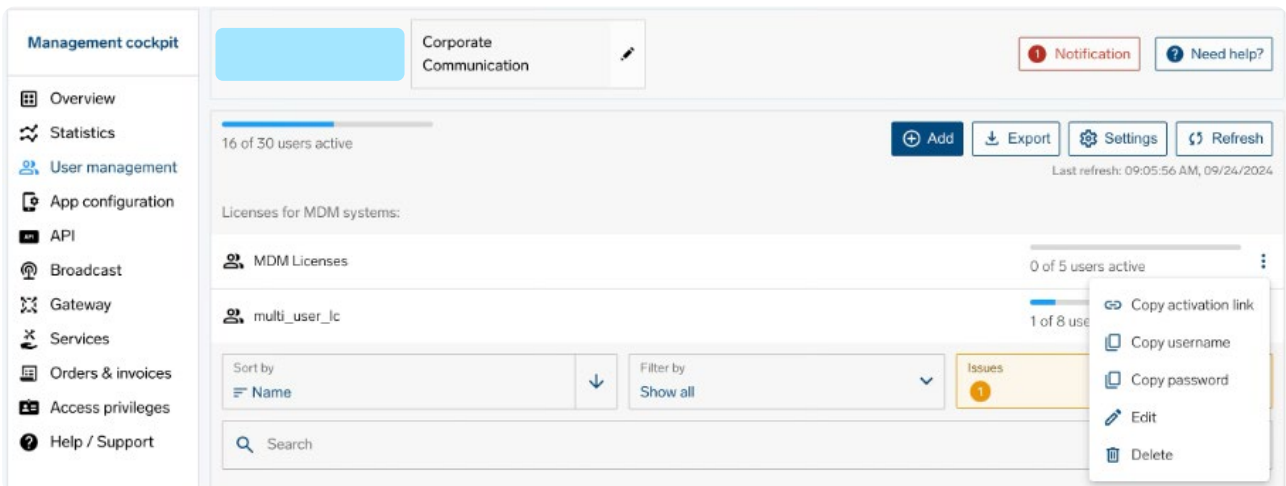 Management cockpit
Overview
Statistics
User management
App configuration
API
API
Broadcast
Gateway
Services
Orders & invoices
Access privileges
Help / Support
Corporate
Communication
1 Notification
? Need help?
16 of 30 users active
Add
Export
Settings
Refresh
Last refresh: 09:05:56 AM, 09/24/2024
Licenses for MDM systems:
MDM Licenses
0 of 5 users active
multi_user_lc
1 of 8 use
Copy activation link
Copy username
Copy password
Edit
Delete
Sort by
Name
Filter by
Show all
Issues
1
Search